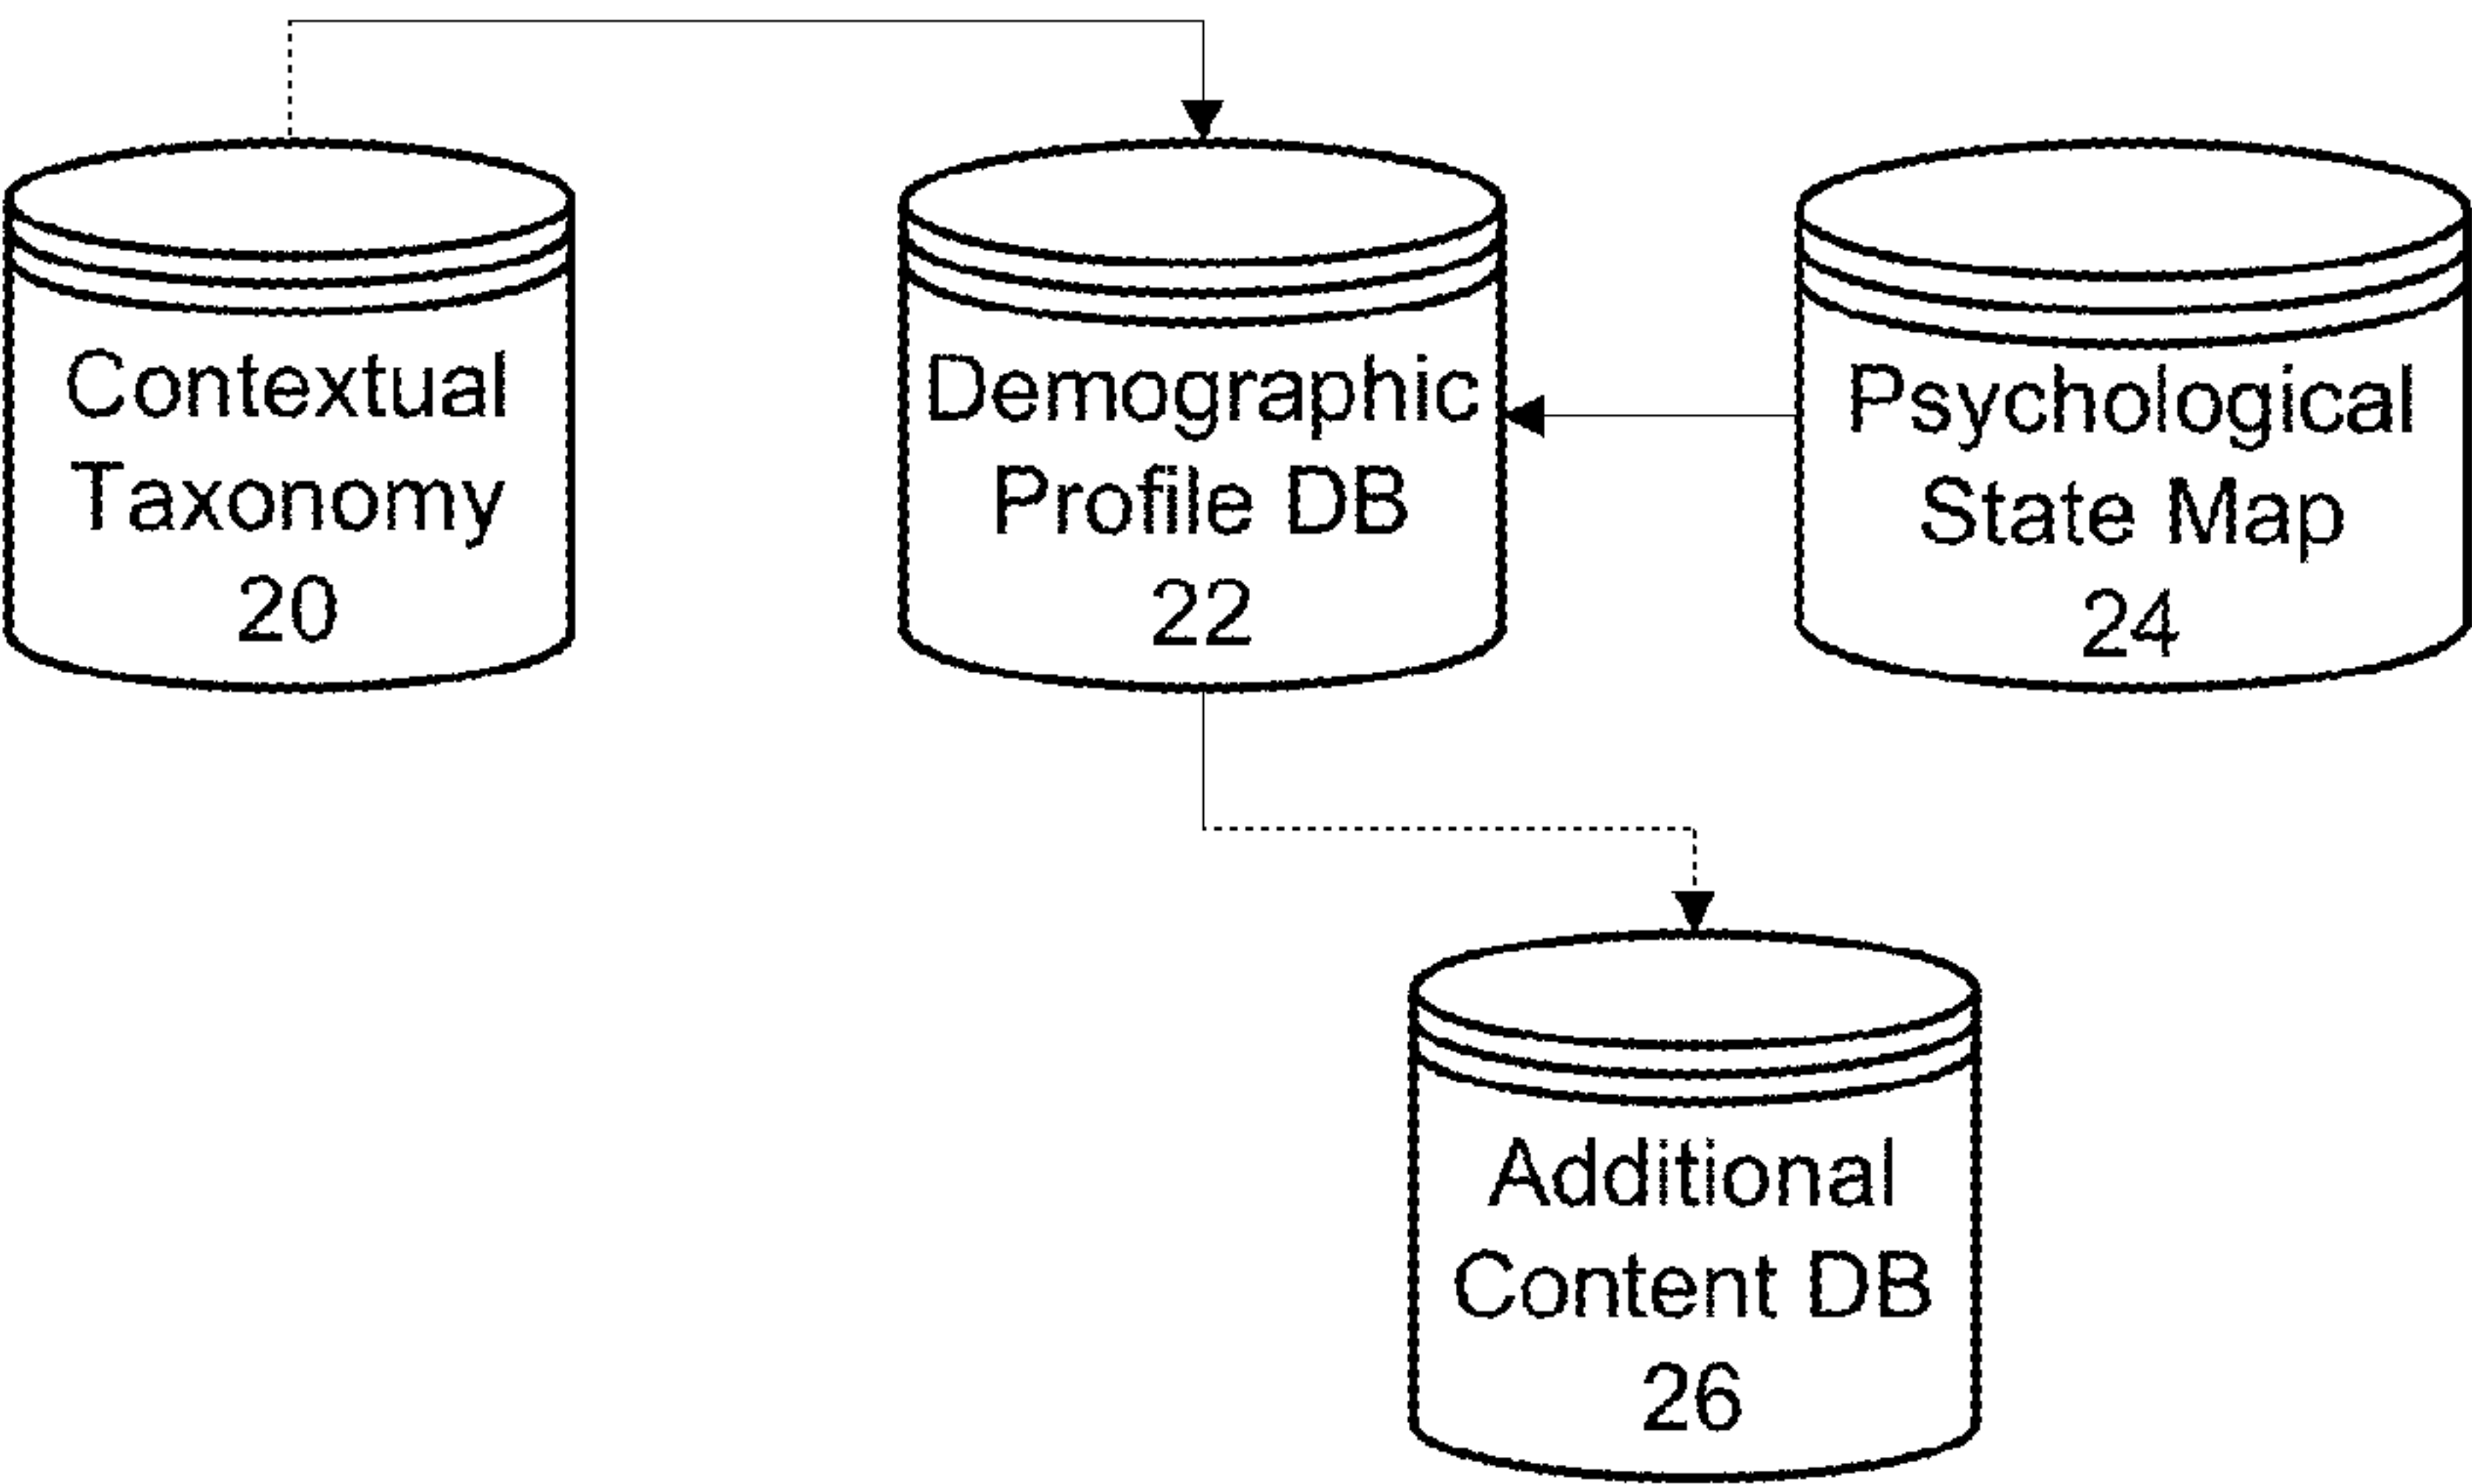 Contextual
Taxonomy
20
Demographic
Profile DB
22
Psychological
State Map
24
Additional
Content DB
26